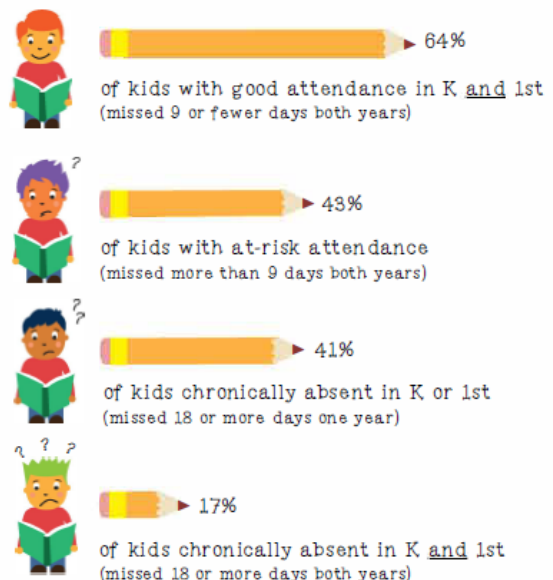 64%
of kids with good attendance in K and 1st
(missed 9 or fewer days both years)
?
43%
of kids with at-risk attendance
(missed more than 9 days both years)
?
?
41%
of kids chronically absent in K or 1st
(missed 18 or more days one year)
? ? ?
17%
of kids chronically absent in K and 1st
(missed 18 or more days both years)